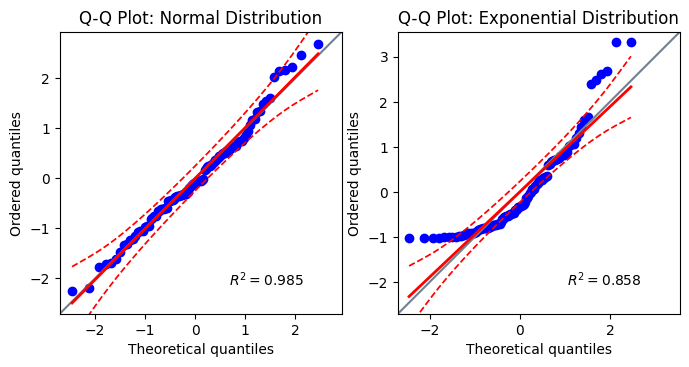 Q-Q Plot: Normal Distribution
Ordered quantiles
2
1
0
−1
−2
R² = 0.985
−2 −1 0 1 2
Theoretical quantiles
Q-Q Plot: Exponential Distribution
Ordered quantiles
3
2
1
0
−1
−2
R² = 0.858
−2 0 2
Theoretical quantiles